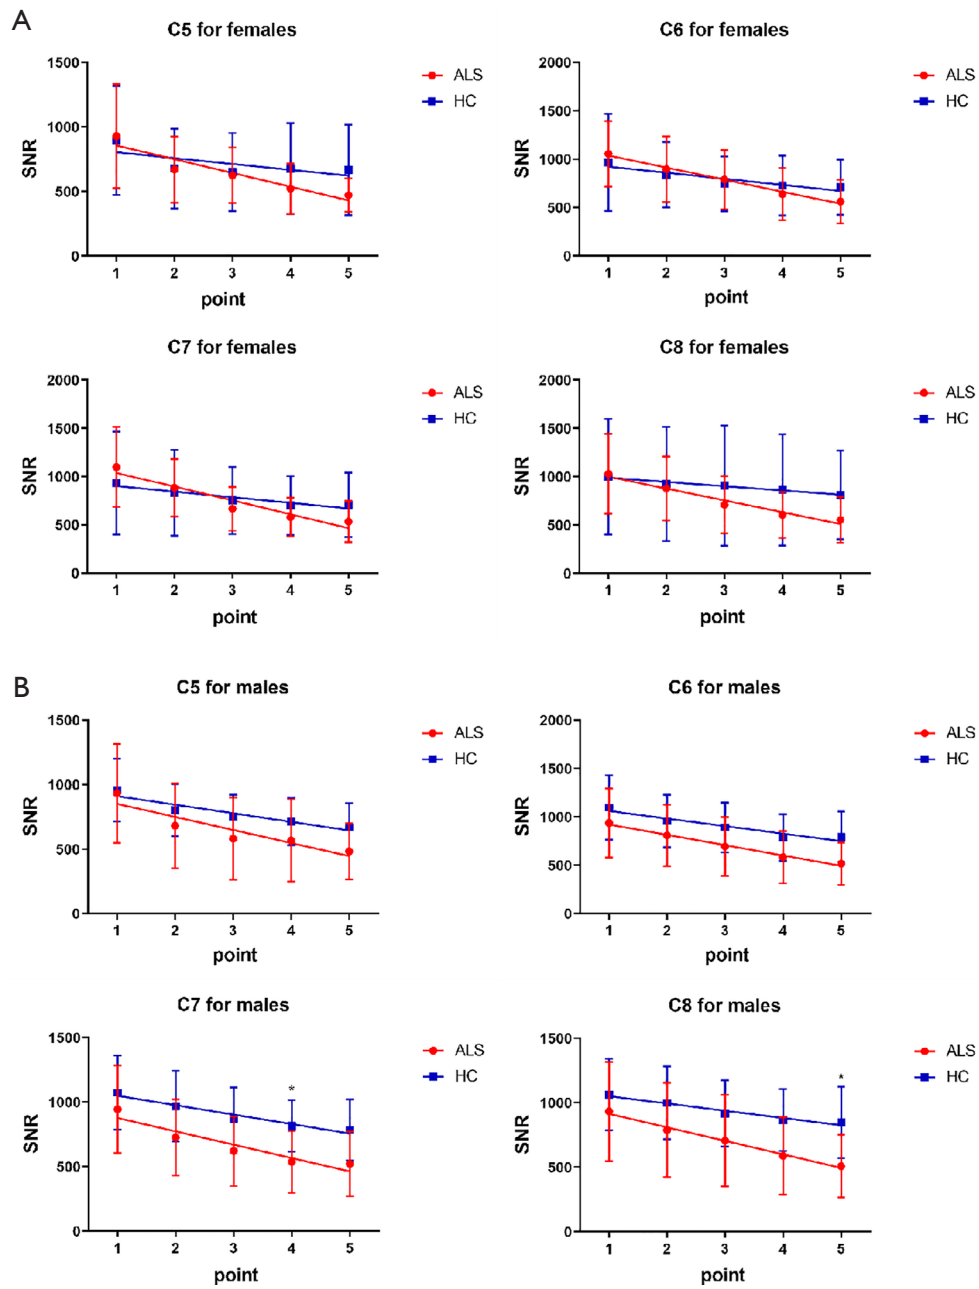 A
C5 for females
1500
1000
500
0
SNR
1 2 3 4 5
point
ALS
HC
C6 for females
2000
1500
1000
500
0
SNR
1 2 3 4 5
point
ALS
HC
C7 for females
2000
1500
1000
500
0
SNR
1 2 3 4 5
point
ALS
HC
C8 for females
2000
1500
1000
500
0
SNR
1 2 3 4 5
point
ALS
HC
B
C5 for males
1500
1000
500
0
SNR
1 2 3 4 5
point
ALS
HC
C6 for males
2000
1500
1000
500
0
SNR
1 2 3 4 5
point
ALS
HC
C7 for males
1500
1000
500
0
SNR
*
1 2 3 4 5
point
ALS
HC
C8 for males
1500
1000
500
0
SNR
*
1 2 3 4 5
point
ALS
HC